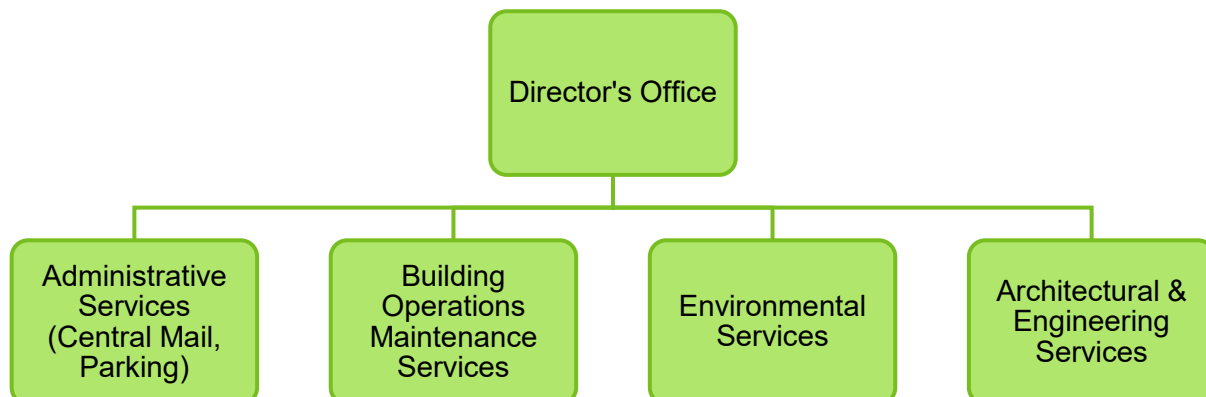 Director's Office
Administrative
Services
(Central Mail,
Parking)
Building
Operations
Maintenance
Services
Environmental
Services
Architectural &
Engineering
Services